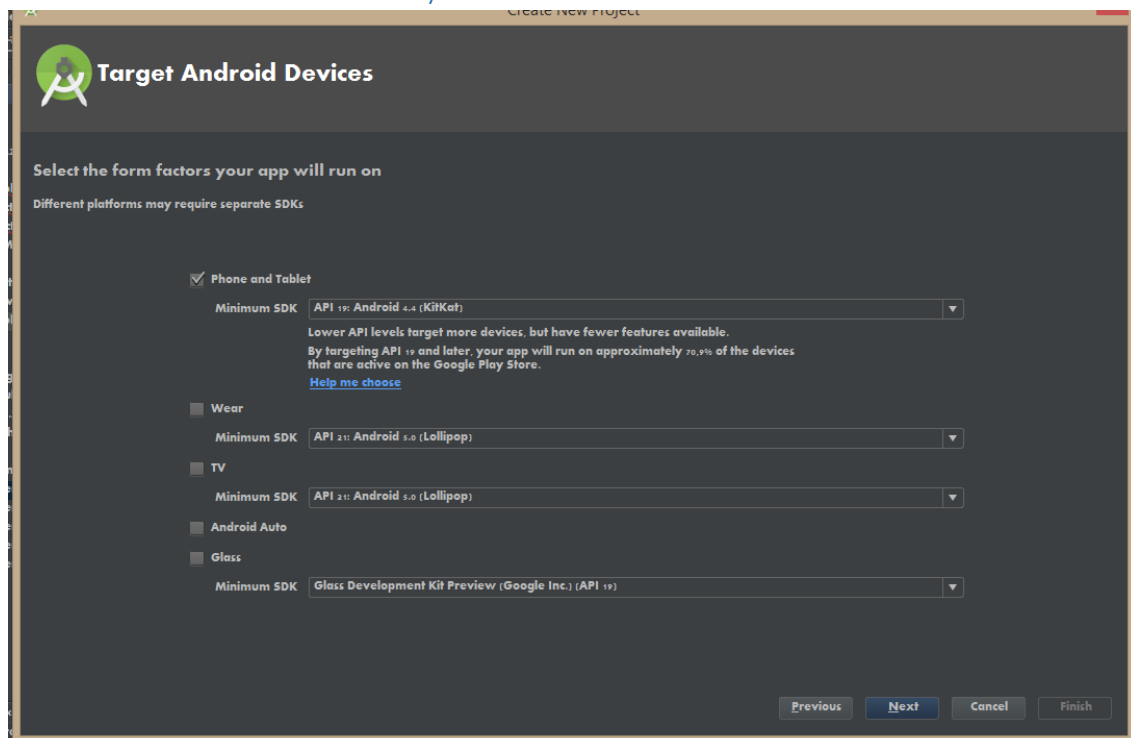 Create New Project
Target Android Devices
Select the form factors your app will run on
Different platforms may require separate SDKs
Phone and Tablet
Minimum SDK API 19: Android 4.4 (KitKat)
Lower API levels target more devices, but have fewer features available.
By targeting API 19 and later, your app will run on approximately 70,9% of the devices
that are active on the Google Play Store.
Help me choose
Wear
Minimum SDK API 21: Android 5.0 (Lollipop)
TV
Minimum SDK API 21: Android 5.0 (Lollipop)
Android Auto
Glass
Minimum SDK Glass Development Kit Preview (Google Inc.) (API 19)
Previous Next Cancel Finish